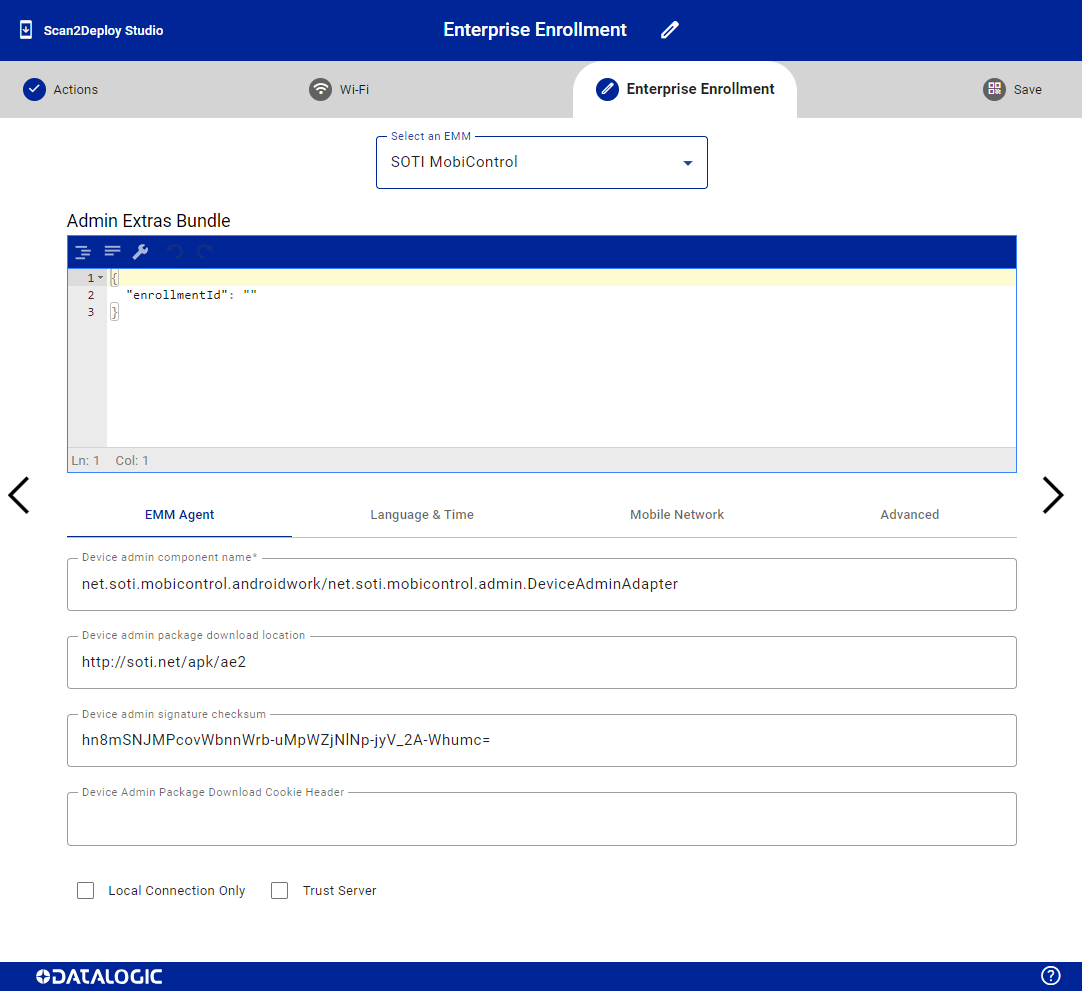 Scan2Deploy Studio
Enterprise Enrollment
Actions
Wi-Fi
Enterprise Enrollment
Save
Select an EMM
SOTI MobiControl
Admin Extras Bundle
1 {
2 "enrollmentId": ""
3 }
Ln: 1 Col: 1
EMM Agent
Language & Time
Mobile Network
Advanced
Device admin component name*
net.soti.mobicontrol.androidwork/net.soti.mobicontrol.admin.DeviceAdminAdapter
Device admin package download location
http://soti.net/apk/ae2
Device admin signature checksum
hn8mSNJMPcovWbnnWrb-uMpWZjNlNp-jyV_2A-Whumc=
Device Admin Package Download Cookie Header
Local Connection Only
Trust Server
DATALOGIC
?